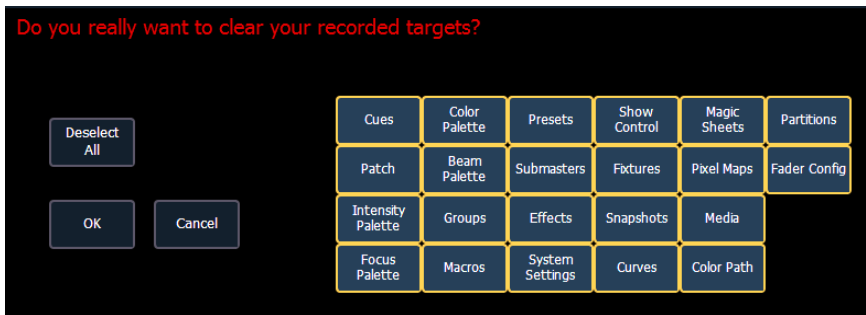 Do you really want to clear your recorded targets?
Deselect
All
OK
Cancel
Cues
Color
Palette
Presets
Show
Control
Magic
Sheets
Partitions
Patch
Beam
Palette
Submasters
Fixtures
Pixel Maps
Fader Config
Intensity
Palette
Groups
Effects
Snapshots
Media
Focus
Palette
Macros
System
Settings
Curves
Color Path